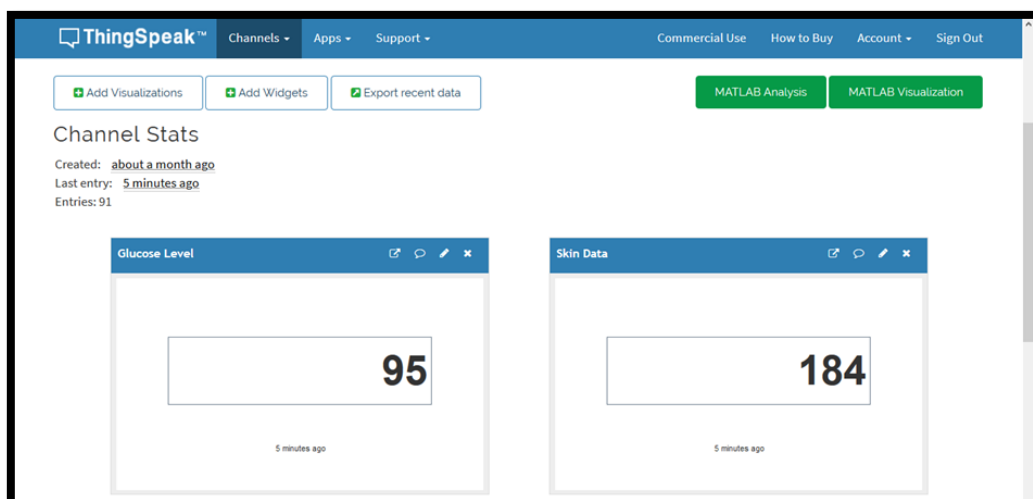 ThingSpeak™ Channels Apps Support Commercial Use How to Buy Account Sign Out
Add Visualizations Add Widgets Export recent data MATLAB Analysis MATLAB Visualization
Channel Stats
Created: about a month ago
Last entry: 5 minutes ago
Entries: 91
Glucose Level Skin Data
95 184
5 minutes ago 5 minutes ago